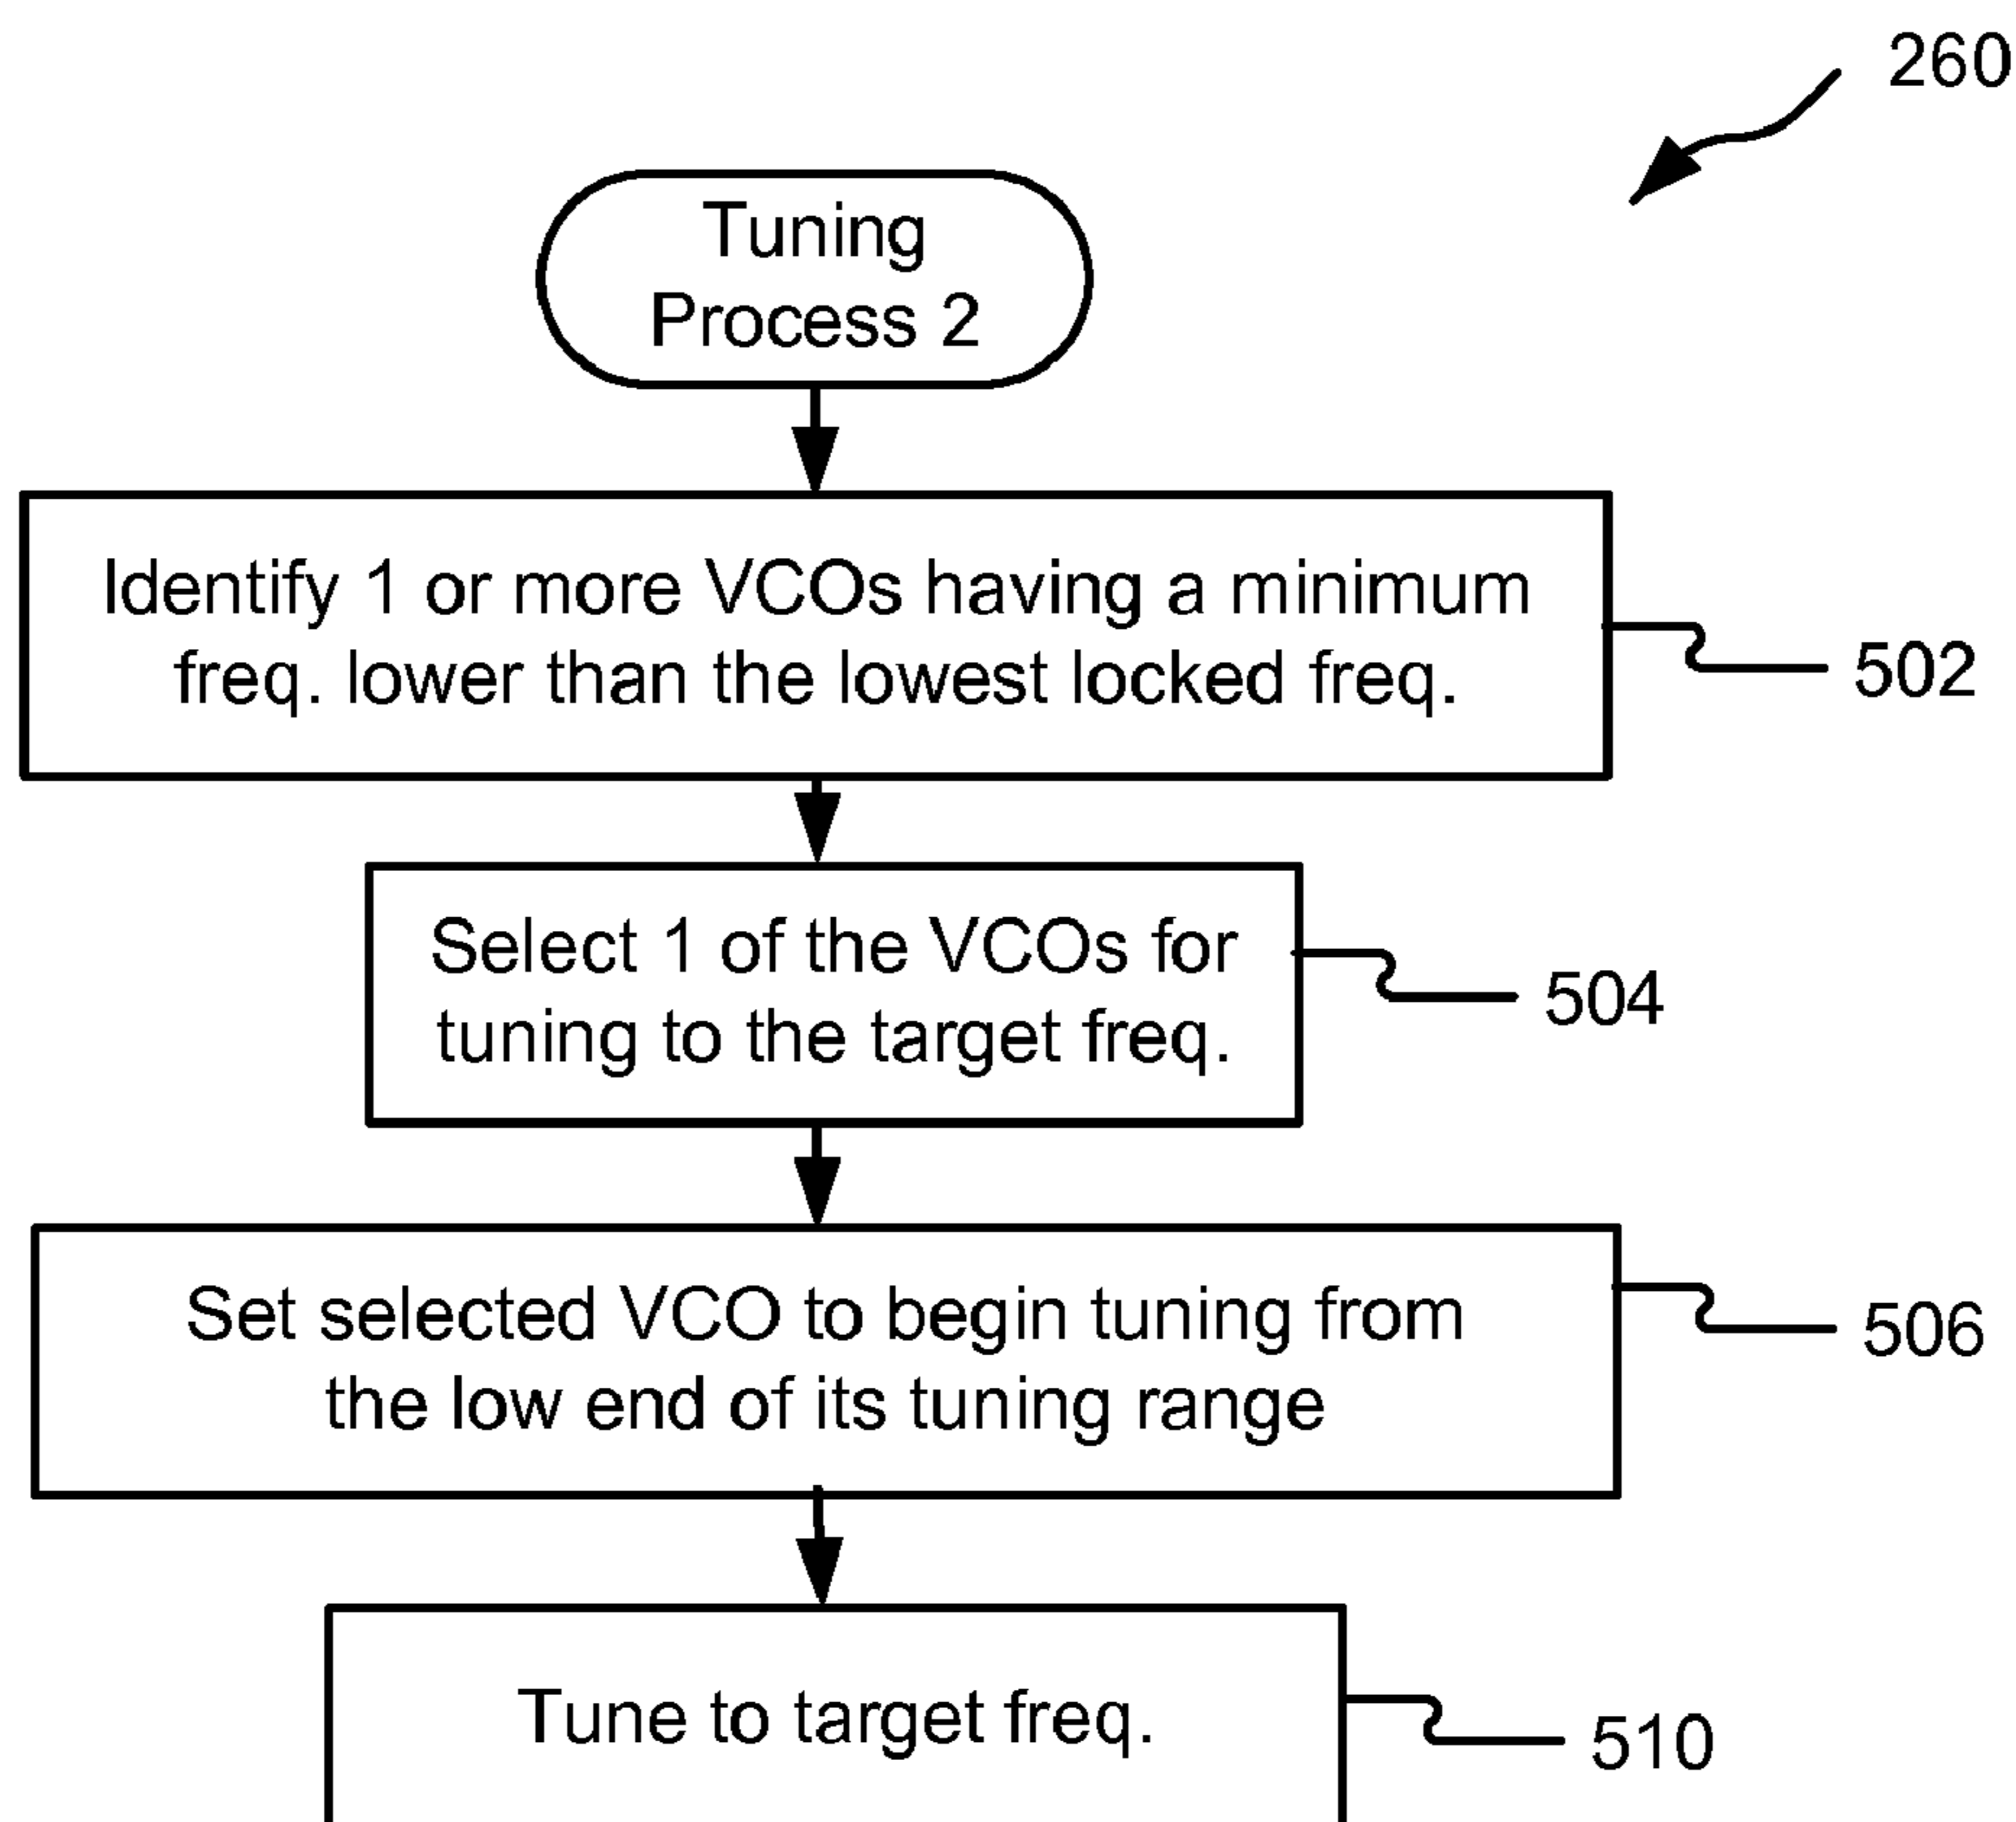 260
Tuning
Process 2
Identify 1 or more VCOs having a minimum
freq. lower than the lowest locked freq.
502
Select 1 of the VCOs for
tuning to the target freq.
504
Set selected VCO to begin tuning from
the low end of its tuning range
506
Tune to target freq.
510